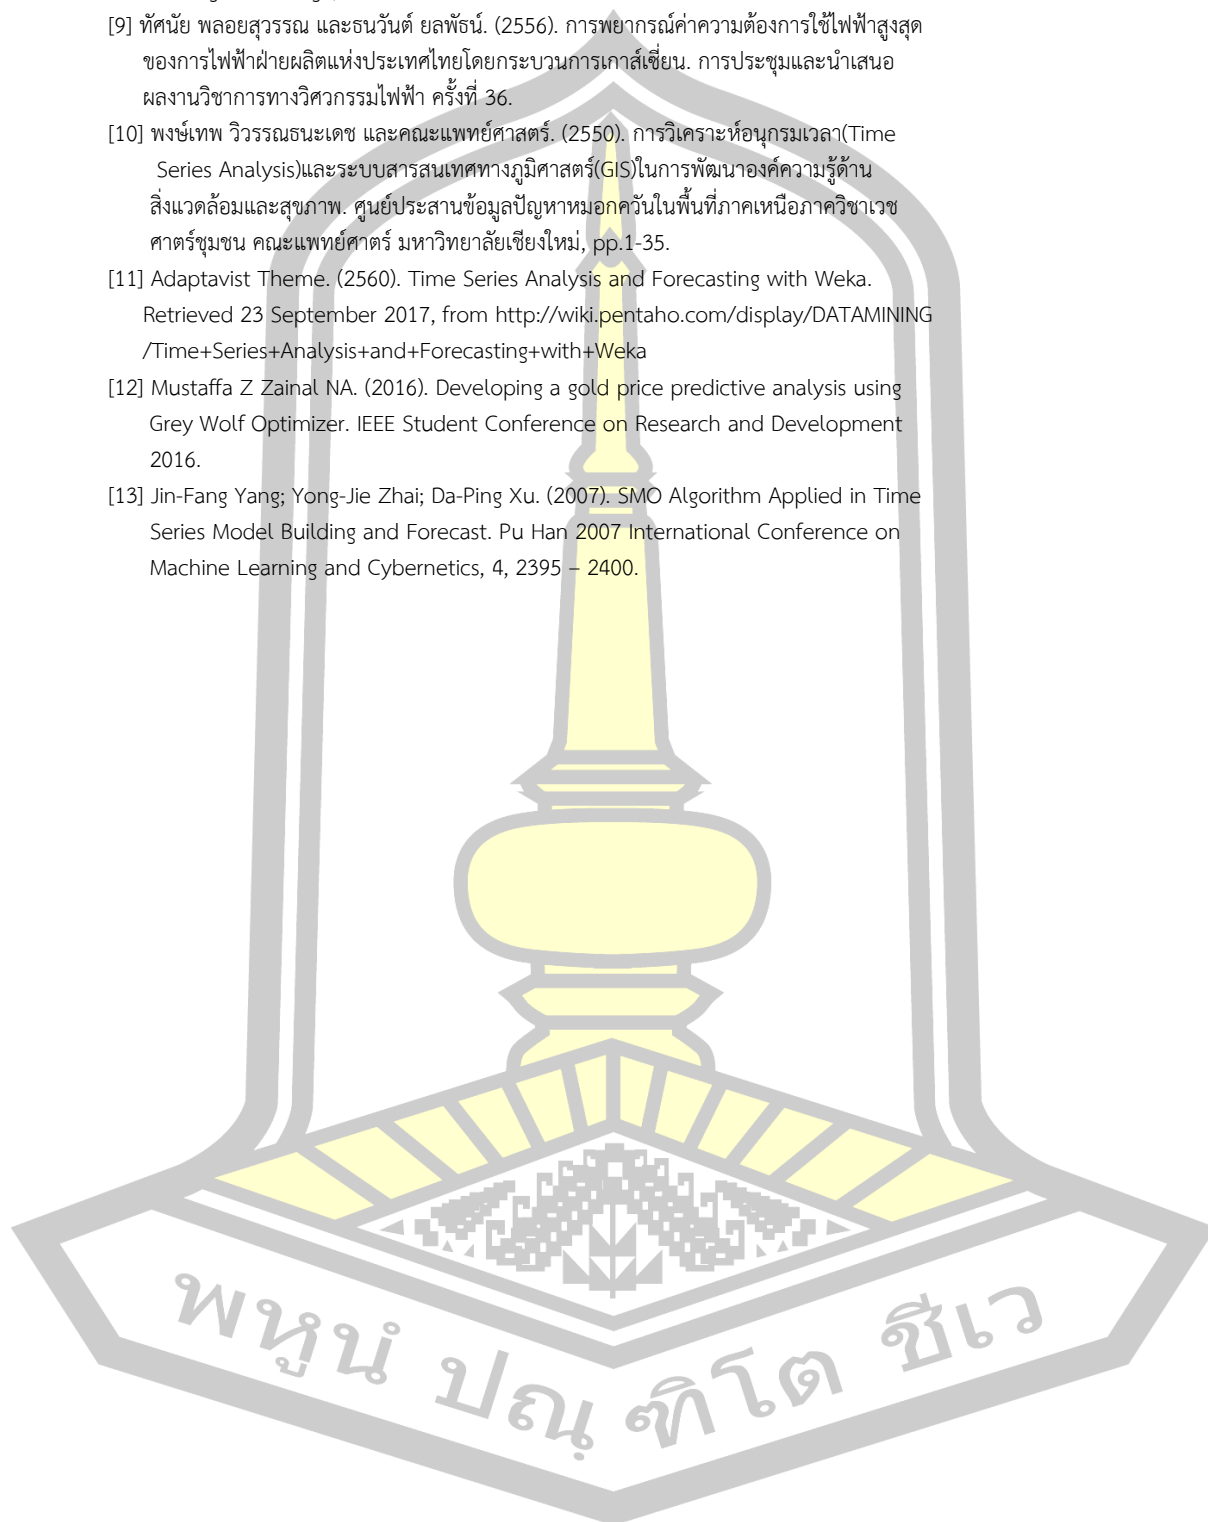 [9] ทัศนัย พลอยสุวรรณ และธนวันต์ ยลพัธน์. (2556). การพยากรณ์ค่าความต้องการใช้ไฟฟ้าสูงสุด
ของการไฟฟ้าฝ่ายผลิตแห่งประเทศไทยโดยกระบวนการเกาส์เซี่ยน. การประชุมและนำเสนอ
ผลงานวิชาการทางวิศวกรรมไฟฟ้า ครั้งที่ 36.
[10] พงษ์เทพ วิวรรณธนะเดช และคณะแพทย์ศาสตร์. (2550). การวิเคราะห์อนุกรมเวลา(Time
Series Analysis)และระบบสารสนเทศทางภูมิศาสตร์(GIS)ในการพัฒนาองค์ความรู้ด้าน
สิ่งแวดล้อมและสุขภาพ. ศูนย์ประสานข้อมูลปัญหาหมอกควันในพื้นที่ภาคเหนือภาควิชาเวช
ศาตร์ชุมชน คณะแพทย์ศาตร์ มหาวิทยาลัยเชียงใหม่, pp.1-35.
[11] Adaptavist Theme. (2560). Time Series Analysis and Forecasting with Weka.
Retrieved 23 September 2017, from http://wiki.pentaho.com/display/DATAMINING
/Time+Series+Analysis+and+Forecasting+with+Weka
[12] Mustaffa Z Zainal NA. (2016). Developing a gold price predictive analysis using
Grey Wolf Optimizer. IEEE Student Conference on Research and Development
2016.
[13] Jin-Fang Yang; Yong-Jie Zhai; Da-Ping Xu. (2007). SMO Algorithm Applied in Time
Series Model Building and Forecast. Pu Han 2007 International Conference on
Machine Learning and Cybernetics, 4, 2395 – 2400.
พหูนํ ปณฺฑิโต ชีเว